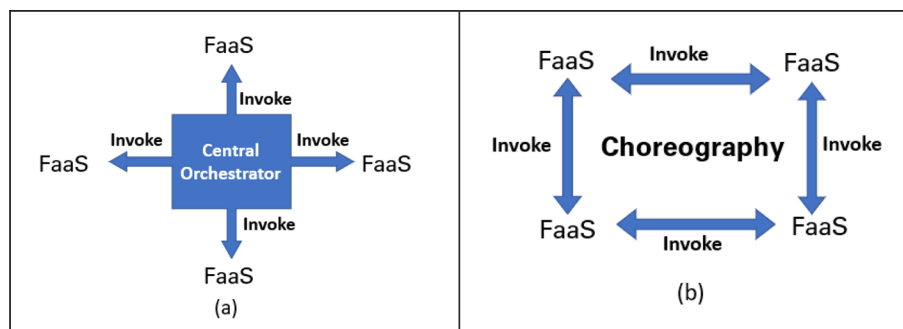 FaaS
Invoke
Invoke
Invoke
FaaS
Central
Orchestrator
FaaS
Invoke
FaaS
(a)
Invoke
FaaS
FaaS
Invoke
Choreography
Invoke
FaaS
FaaS
Invoke
(b)